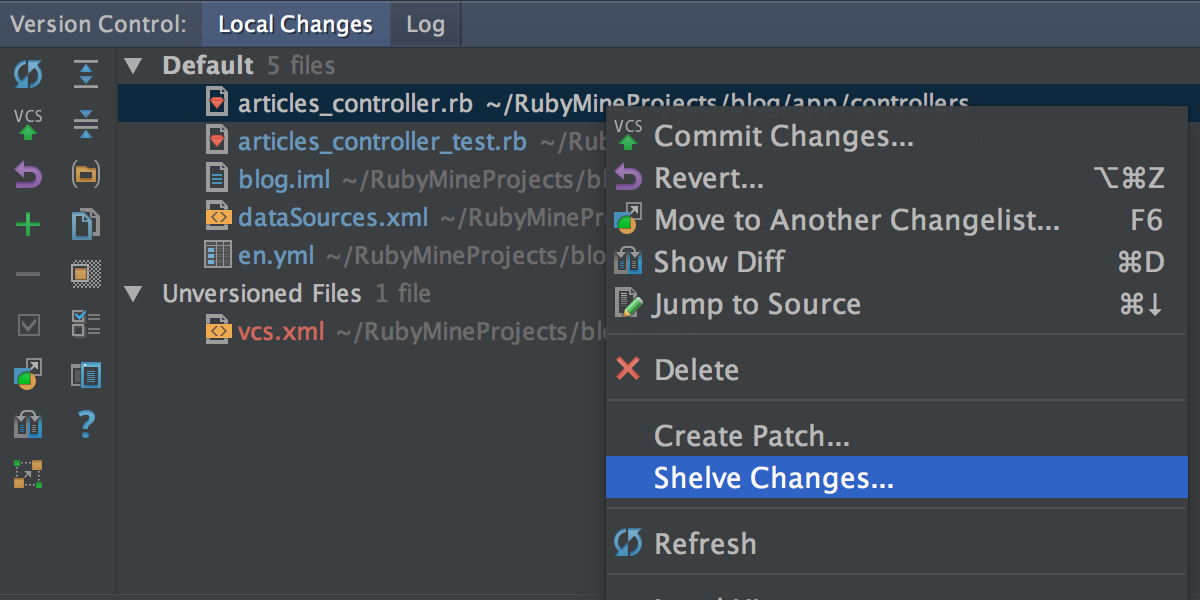 Version Control: Local Changes Log
Default 5 files
articles_controller.rb ~/RubyMineProjects/blog/app/controllers
articles_controller_test.rb ~/Rub
blog.iml ~/RubyMineProjects/bl
dataSources.xml ~/RubyMinePr
en.yml ~/RubyMineProjects/blo
Unversioned Files 1 file
vcs.xml ~/RubyMineProjects/bl
VCS
VCS
Commit Changes...
Revert... ⌥⌘Z
Move to Another Changelist... F6
Show Diff ⌘D
Jump to Source ⌘↓
Delete
Create Patch...
Shelve Changes...
Refresh
?